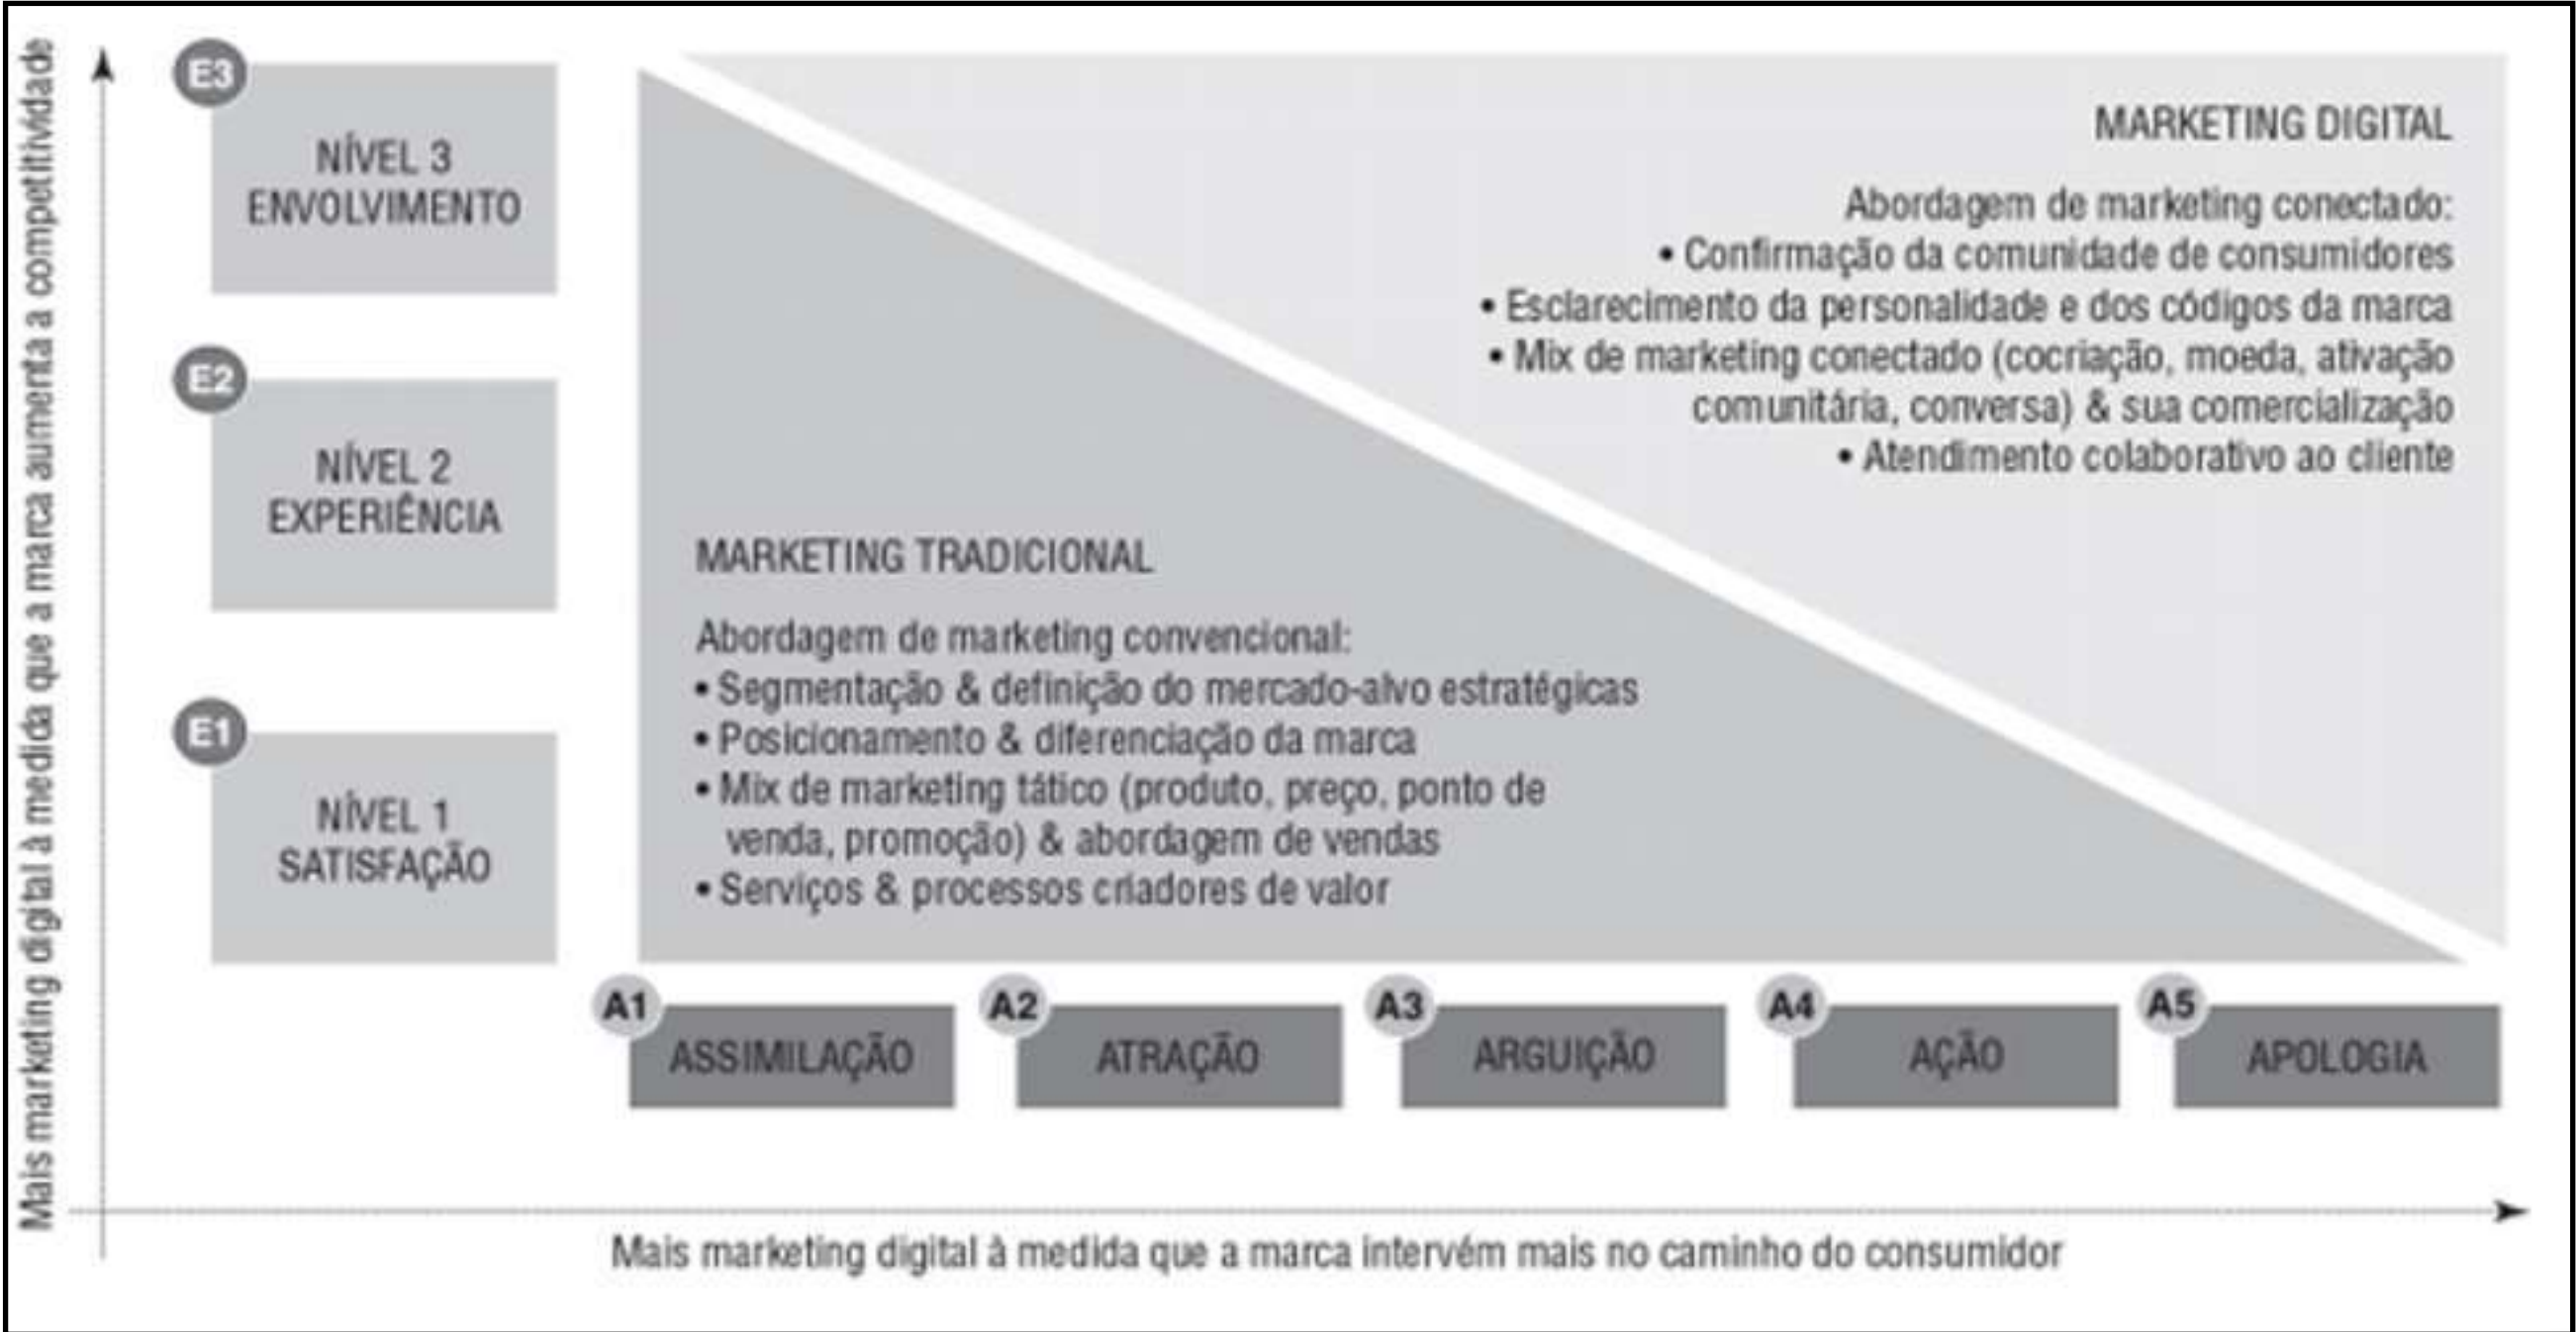 Mais marketing digital à medida que a marca aumenta a competitividade
E3
NÍVEL 3
ENVOLVIMENTO
E2
NÍVEL 2
EXPERIÊNCIA
E1
NÍVEL 1
SATISFAÇÃO
MARKETING DIGITAL
Abordagem de marketing conectado:
• Confirmação da comunidade de consumidores
• Esclarecimento da personalidade e dos códigos da marca
• Mix de marketing conectado (cocriação, moeda, ativação
comunitária, conversa) & sua comercialização
• Atendimento colaborativo ao cliente
MARKETING TRADICIONAL
Abordagem de marketing convencional:
• Segmentação & definição do mercado-alvo estratégicas
• Posicionamento & diferenciação da marca
• Mix de marketing tático (produto, preço, ponto de
venda, promoção) & abordagem de vendas
• Serviços & processos criadores de valor
A1
ASSIMILAÇÃO
A2
ATRAÇÃO
A3
ARGUIÇÃO
A4
AÇÃO
A5
APOLOGIA
Mais marketing digital à medida que a marca intervém mais no caminho do consumidor